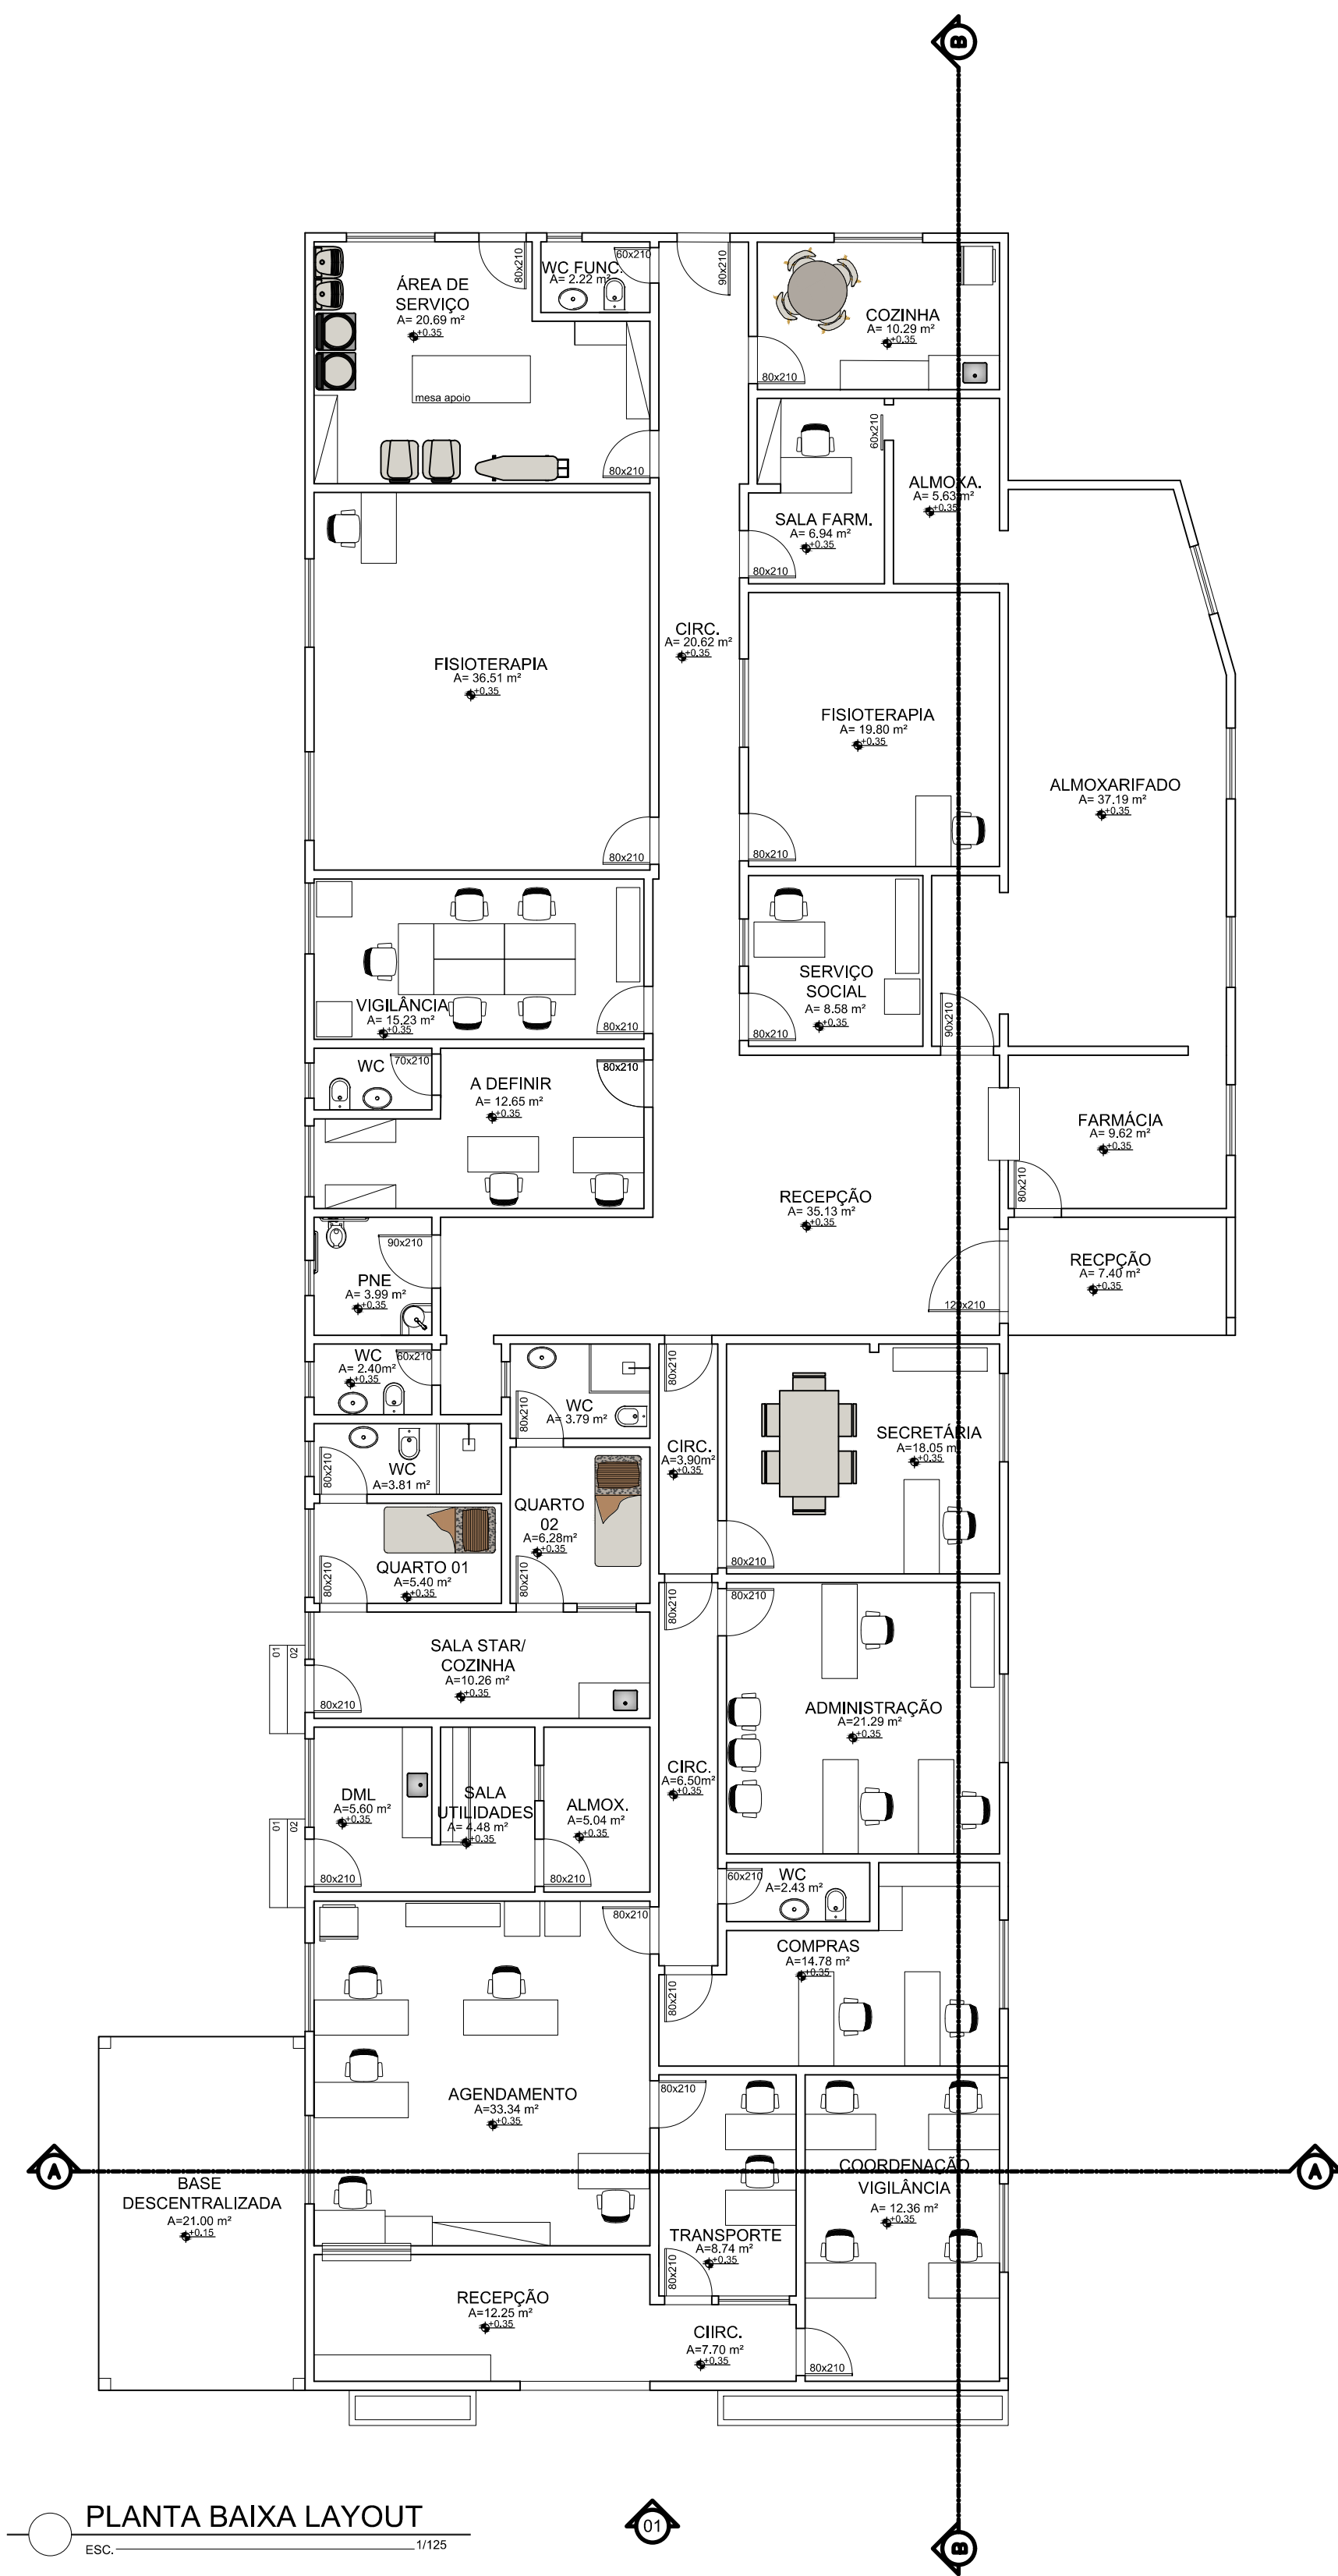 B
ÁREA DE
SERVIÇO
A= 20.69 m²
+0.35
mesa apoio
80x210
80x210
WC FUNC.
A= 2.22 m²
60x210
90x210
COZINHA
A= 10.29 m²
+0.35
80x210
60x210
ALMOXA.
A= 5.63 m²
+0.35
SALA FARM.
A= 6.94 m²
+0.35
80x210
CIRC.
A= 20.62 m²
+0.35
FISIOTERAPIA
A= 36.51 m²
+0.35
80x210
FISIOTERAPIA
A= 19.80 m²
+0.35
80x210
ALMOXARIFADO
A= 37.19 m²
+0.35
VIGILÂNCIA
A= 15.23 m²
+0.35
80x210
SERVIÇO
SOCIAL
A= 8.58 m²
+0.35
80x210
90x210
WC
70x210
A DEFINIR
A= 12.65 m²
+0.35
80x210
FARMÁCIA
A= 9.62 m²
+0.35
80x210
RECEPÇÃO
A= 35.13 m²
+0.35
120x210
RECPÇÃO
A= 7.40 m²
+0.35
90x210
PNE
A= 3.99 m²
+0.35
WC
A= 2.40m²
+0.35
60x210
WC
A= 3.79 m²
80x210
80x210
CIRC.
A=3.90m²
+0.35
SECRETÁRIA
A=18.05 m²
+0.35
80x210
WC
A=3.81 m²
80x210
QUARTO
02
A=6.28m²
+0.35
80x210
QUARTO 01
A=5.40 m²
+0.35
80x210
80x210
80x210
SALA STAR/
COZINHA
A=10.26 m²
+0.35
80x210
01
02
ADMINISTRAÇÃO
A=21.29 m²
+0.35
CIRC.
A=6.50m²
+0.35
DML
A=5.60 m²
+0.35
80x210
01
02
SALA
UTILIDADES
A= 4.48 m²
+0.35
ALMOX.
A=5.04 m²
+0.35
80x210
WC
A=2.43 m²
60x210
80x210
COMPRAS
A=14.78 m²
+0.35
80x210
AGENDAMENTO
A=33.34 m²
+0.35
80x210
A
A
BASE
DESCENTRALIZADA
A=21.00 m²
+0.15
COORDENAÇÃO
VIGILÂNCIA
A= 12.36 m²
+0.35
TRANSPORTE
A=8.74 m²
+0.35
80x210
RECEPÇÃO
A=12.25 m²
+0.35
CIIRC.
A=7.70 m²
+0.35
80x210
PLANTA BAIXA LAYOUT
ESC.
1/125
01
B